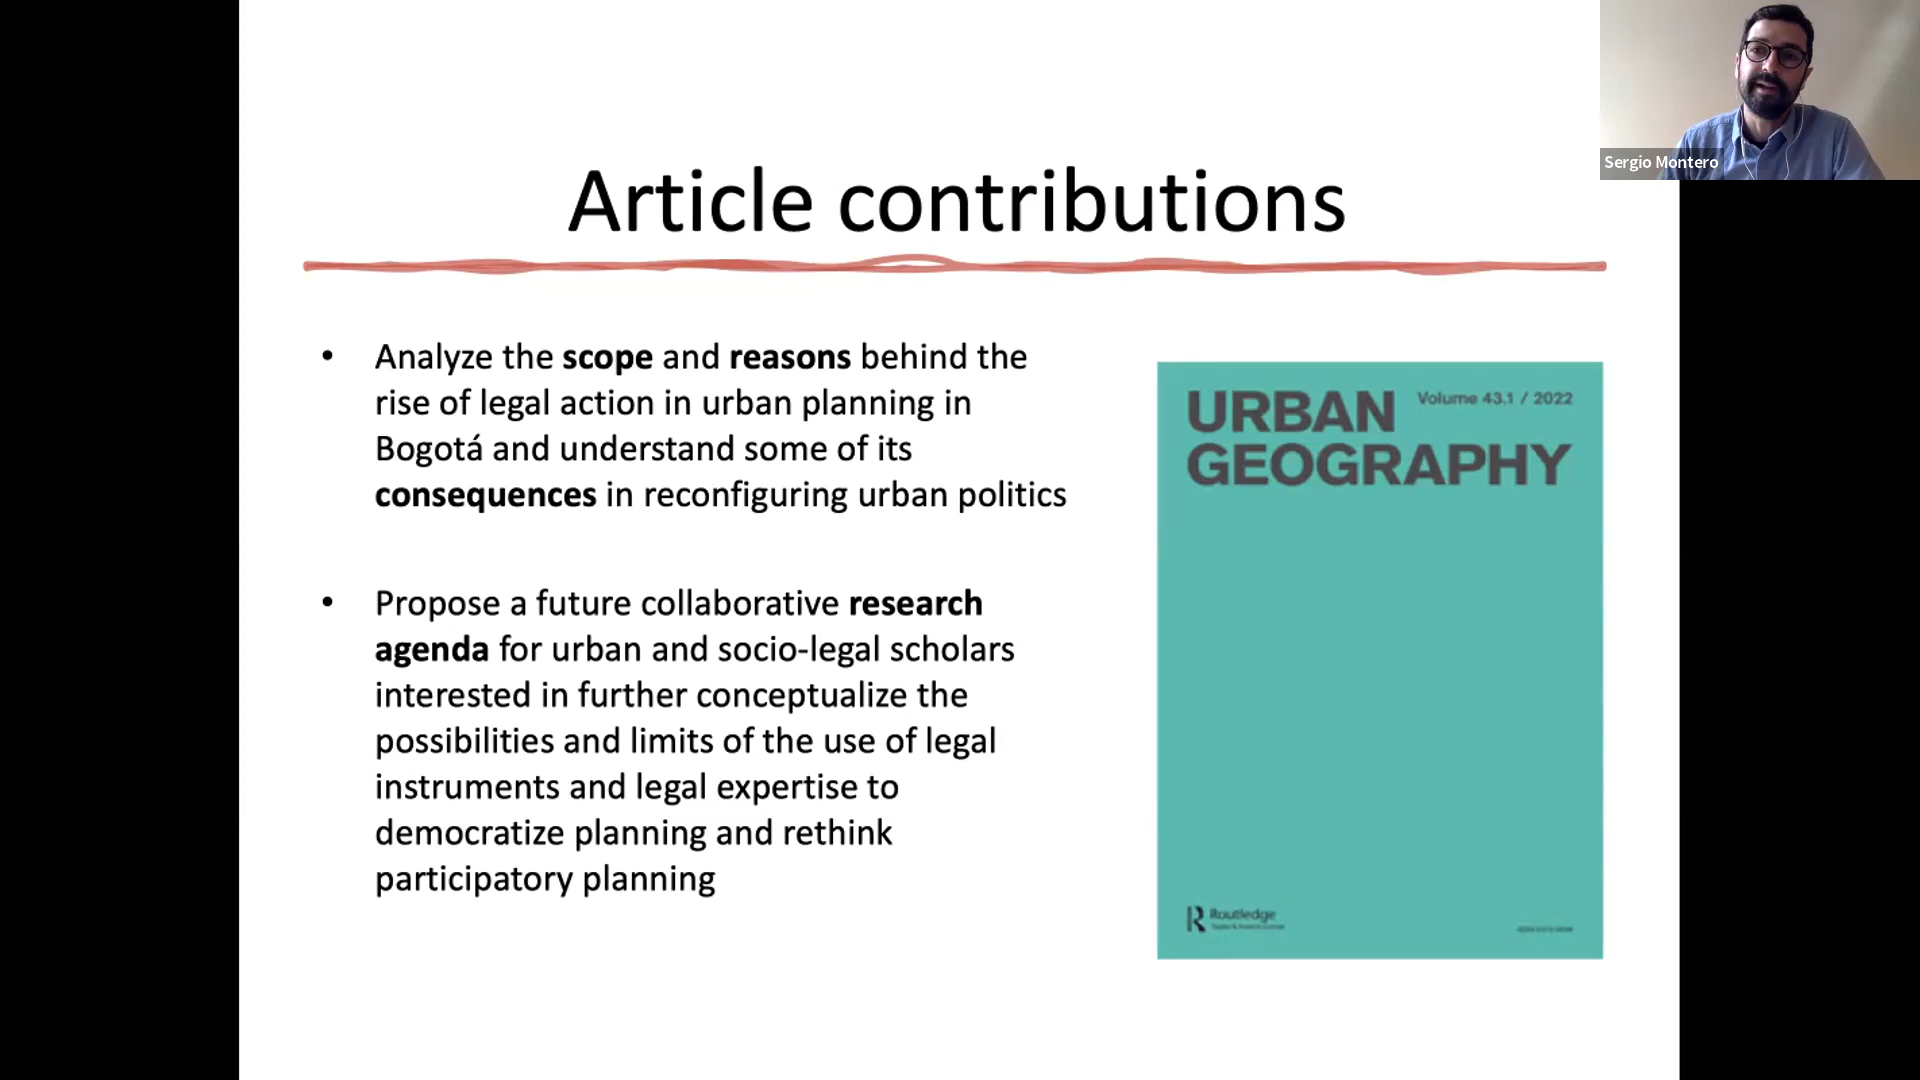 Sergio Montero
Article contributions
• Analyze the scope and reasons behind the
rise of legal action in urban planning in
Bogotá and understand some of its
consequences in reconfiguring urban politics
• Propose a future collaborative research
agenda for urban and socio-legal scholars
interested in further conceptualize the
possibilities and limits of the use of legal
instruments and legal expertise to
democratize planning and rethink
participatory planning
URBAN
Volume 43.1 / 2022
GEOGRAPHY
Routledge